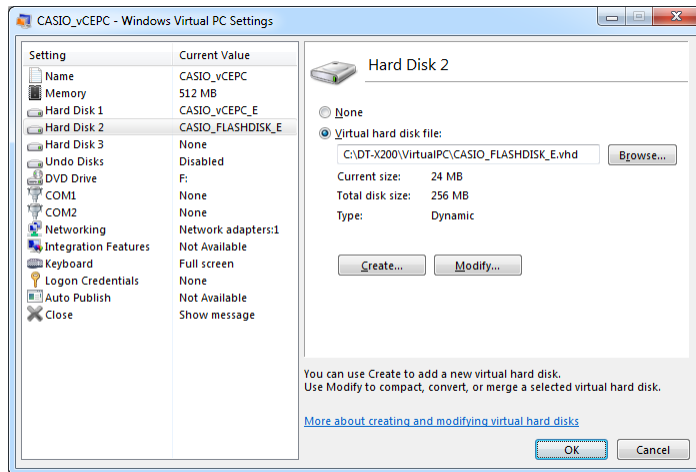 CASIO_vCEPC - Windows Virtual PC Settings
Setting Current Value
Name CASIO_vCEPC
Memory 512 MB
Hard Disk 1 CASIO_vCEPC_E
Hard Disk 2 CASIO_FLASHDISK_E
Hard Disk 3 None
Undo Disks Disabled
DVD Drive F:
COM1 None
COM2 None
Networking Network adapters:1
Integration Features Not Available
Keyboard Full screen
Logon Credentials None
Auto Publish Not Available
Close Show message
Hard Disk 2
None
Virtual hard disk file:
C:\DT-X200\VirtualPC\CASIO_FLASHDISK_E.vhd Browse...
Current size: 24 MB
Total disk size: 256 MB
Type: Dynamic
Create... Modify...
You can use Create to add a new virtual hard disk.
Use Modify to compact, convert, or merge a selected virtual hard disk.
More about creating and modifying virtual hard disks
OK Cancel